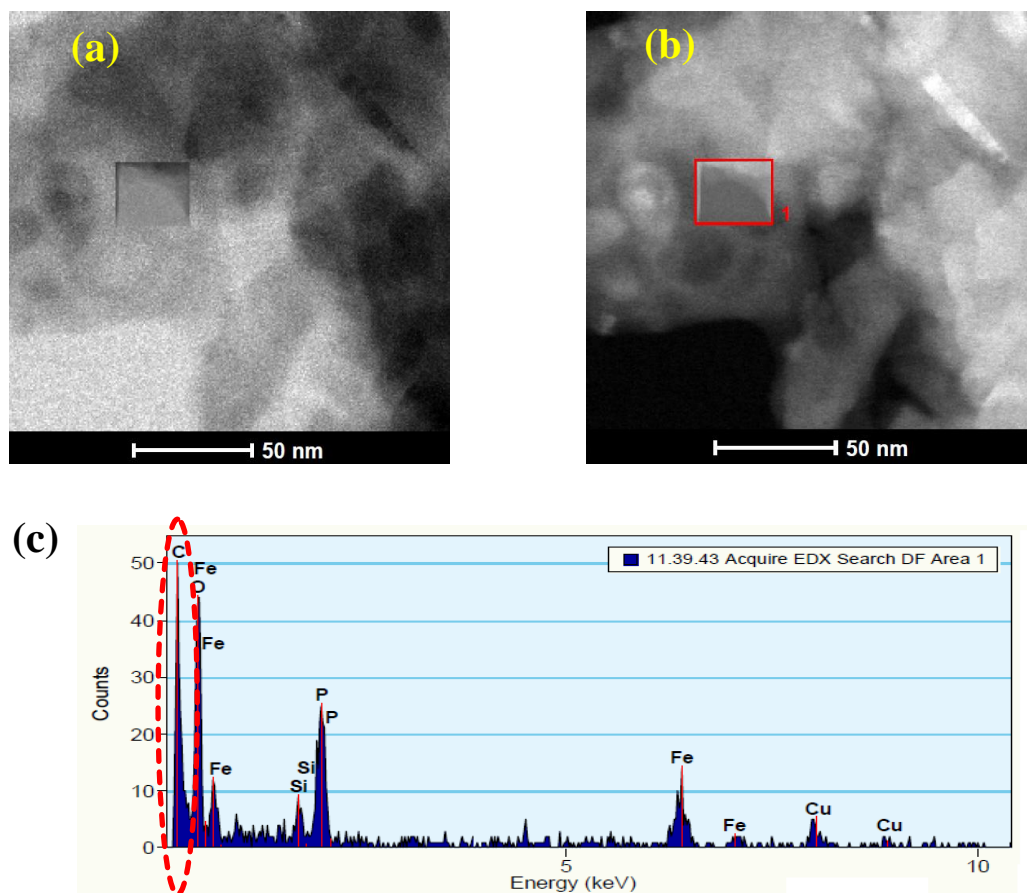 (a)
(b)
1
50 nm
50 nm
(c)
C
Fe
O
Fe
Fe
Si
Si
P
P
Fe
Fe
Cu
Cu
11.39.43 Acquire EDX Search DF Area 1
50
40
30
20
10
0
Counts
5
10
Energy (keV)